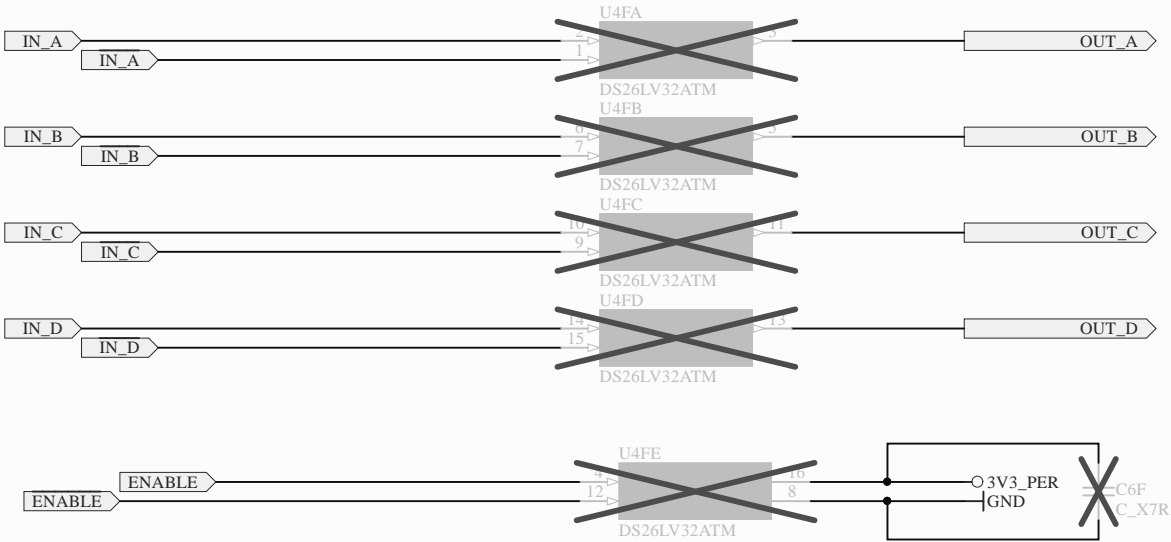 U4FA
IN_A 2 3 OUT_A
IN_A 1
DS26LV32ATM
U4FB
IN_B 6 5 OUT_B
IN_B 7
DS26LV32ATM
U4FC
IN_C 10 11 OUT_C
IN_C 9
DS26LV32ATM
U4FD
IN_D 14 13 OUT_D
IN_D 15
DS26LV32ATM
U4FE
ENABLE 4 16 3V3_PER C6F
ENABLE 12 8 GND C_X7R
DS26LV32ATM